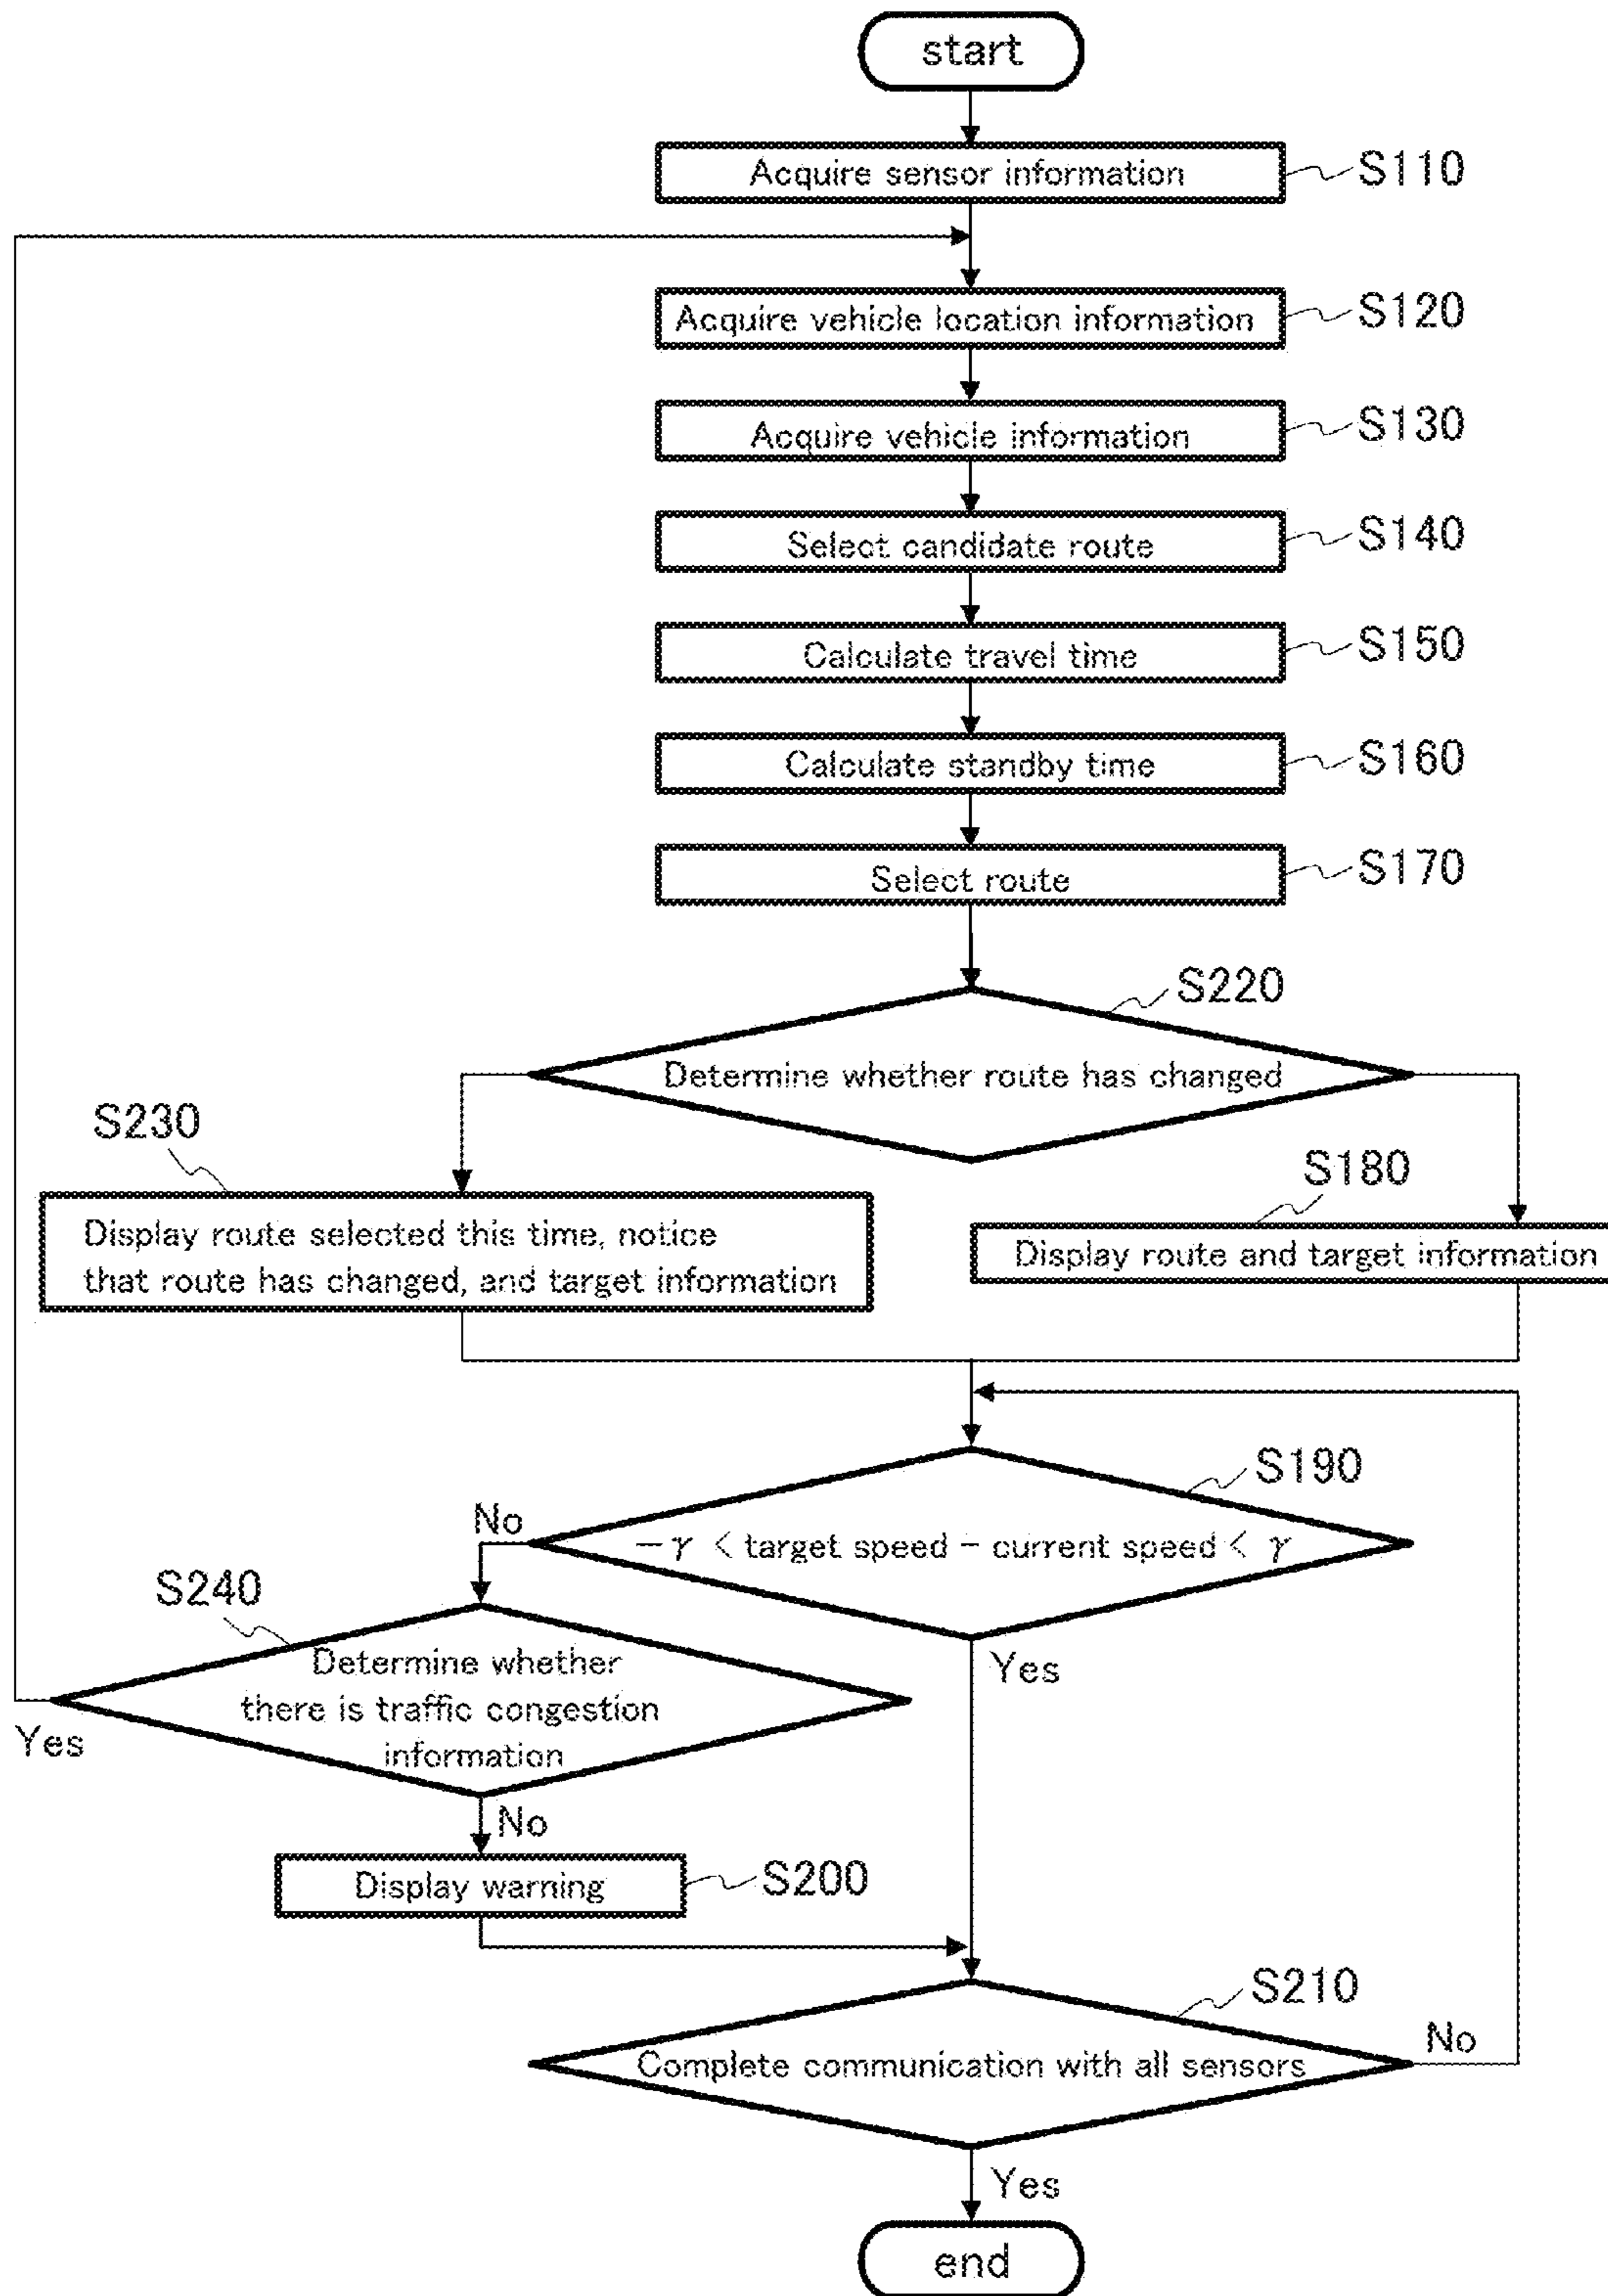 start
Acquire sensor information
S110
Acquire vehicle location information
S120
Acquire vehicle information
S130
Select candidate route
S140
Calculate travel time
S150
Calculate standby time
S160
Select route
S170
S220
Determine whether route has changed
S230
S180
Display route selected this time, notice
that route has changed, and target information
Display route and target information
S190
No
−γ < target speed − current speed < γ
S240
Yes
Determine whether
there is traffic congestion
information
Yes
No
Display warning
S200
S210
No
Complete communication with all sensors
Yes
end